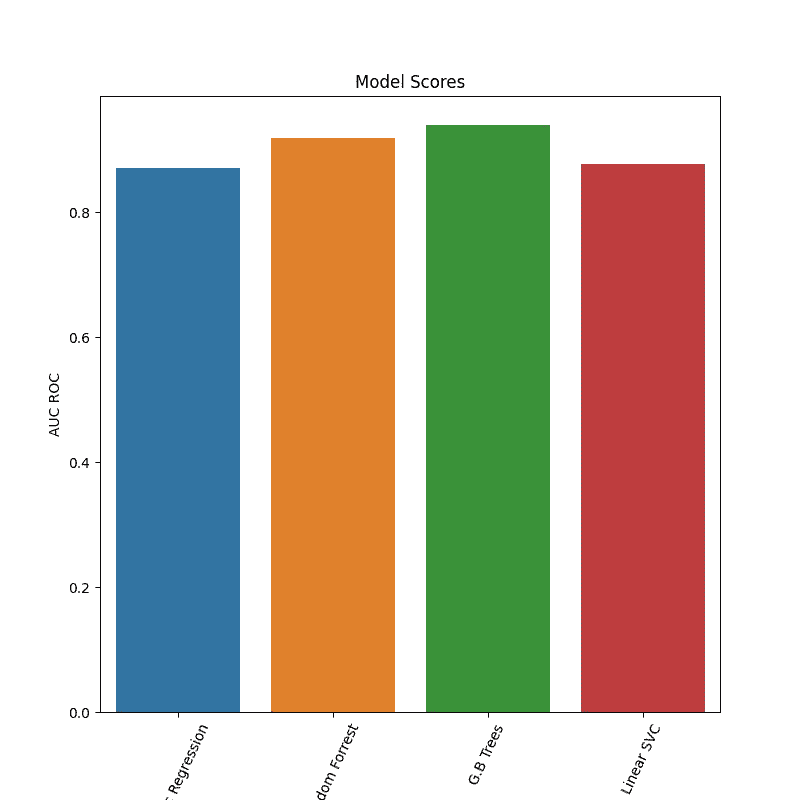 Model Scores
AUC ROC
0.8
0.6
0.4
0.2
0.0
Regression
Forrest
G.B Trees
Linear SVC